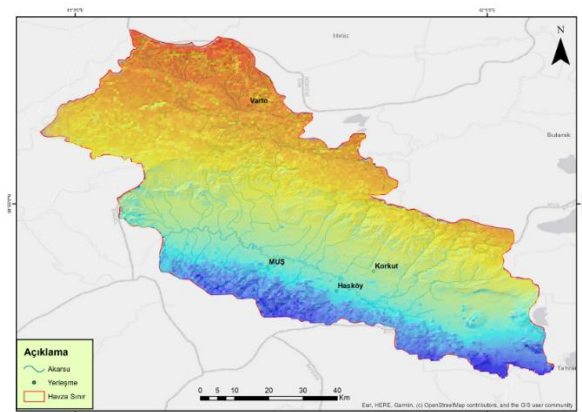 N
Hınıs
Varto
Bulanık
MUŞ
Korkut
Hasköy
Açıklama
Akarsu
Yerleşme
Havza Sınır
0 5 10 20 30 40
Km
Esri, HERE, Garmin, (c) OpenStreetMap contributors, and the GIS user community